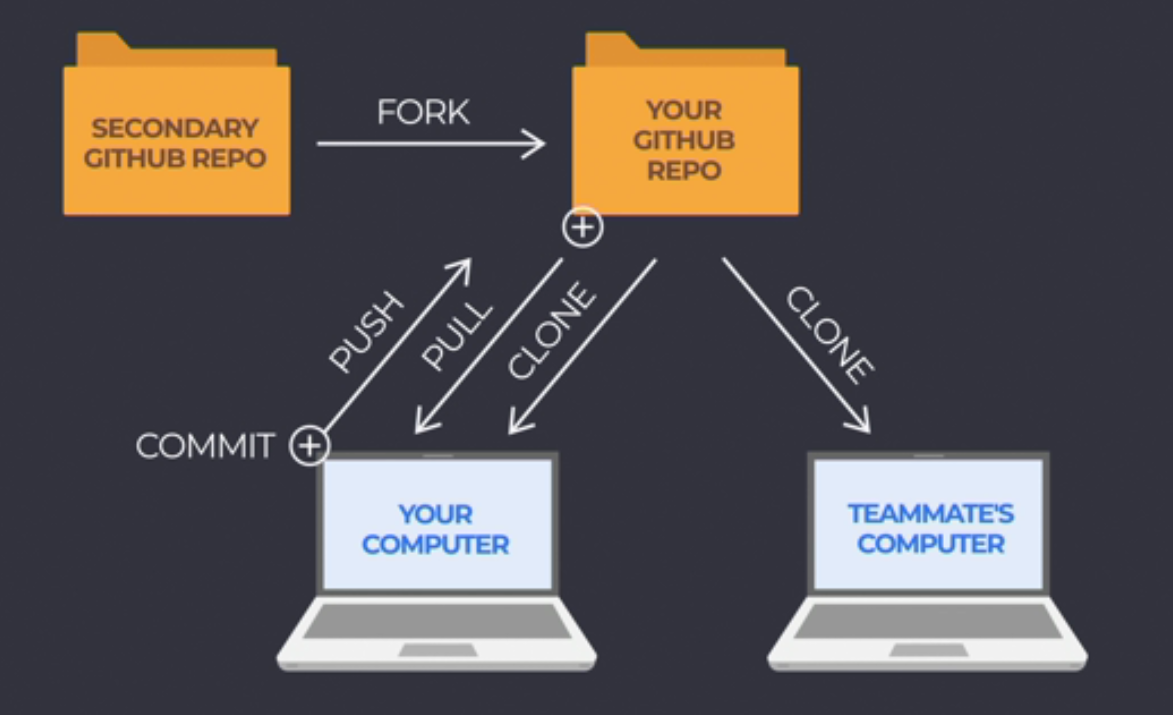 SECONDARY
GITHUB REPO
FORK
YOUR
GITHUB
REPO
PUSH
PULL
CLONE
CLONE
COMMIT
YOUR
COMPUTER
TEAMMATE'S
COMPUTER